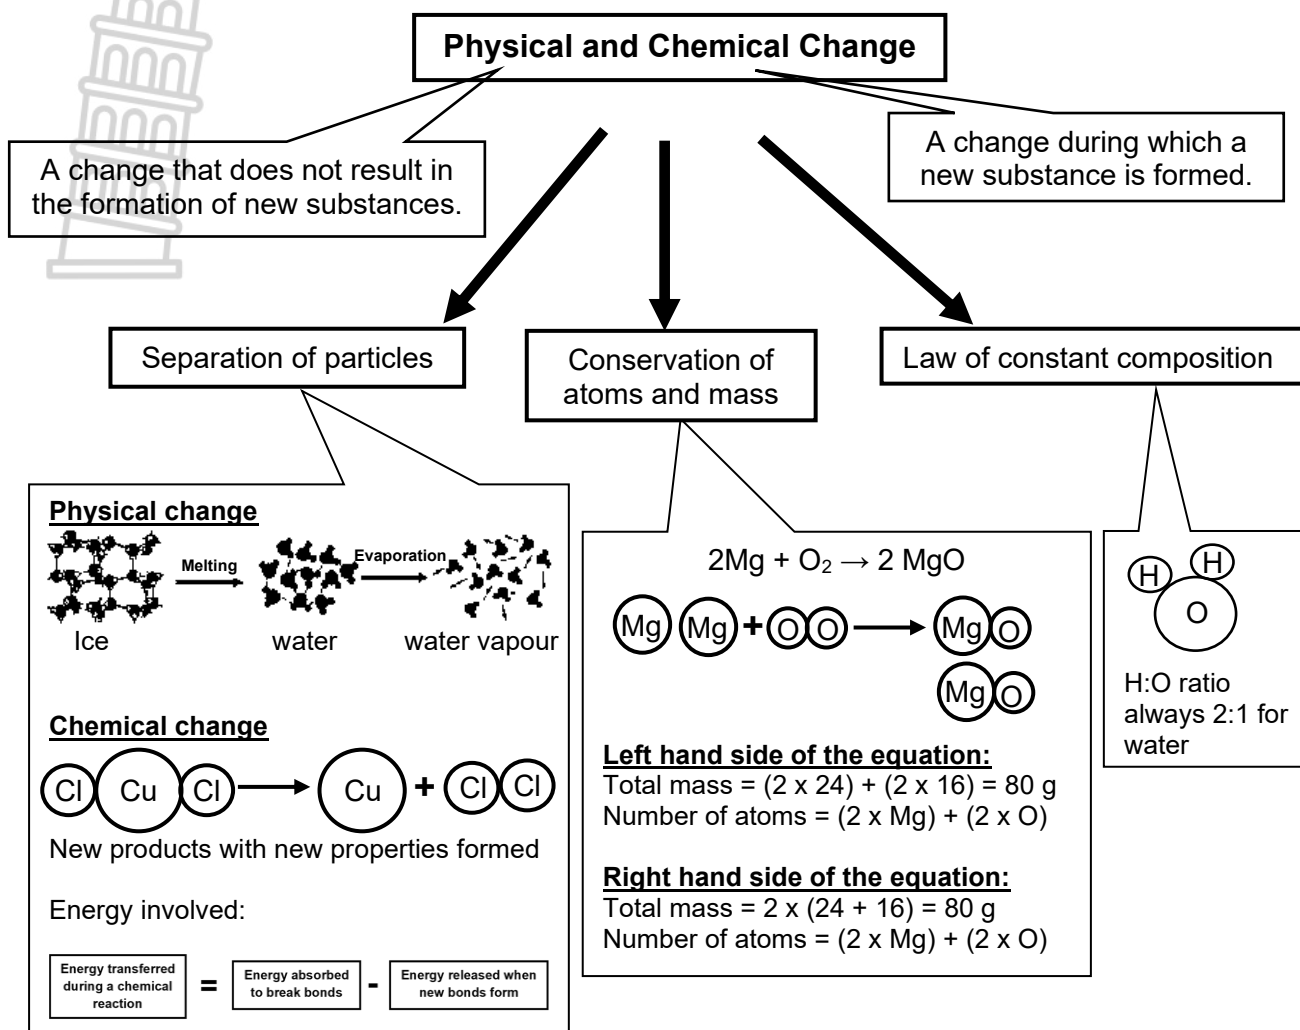 Physical and Chemical Change
A change that does not result in
the formation of new substances.
A change during which a
new substance is formed.
Separation of particles
Conservation of
atoms and mass
Law of constant composition
Physical change
Melting
Evaporation
Ice
water
water vapour
Chemical change
Cl Cu Cl Cu + Cl Cl
New products with new properties formed
Energy involved:
Energy transferred
during a chemical
reaction
=
Energy absorbed
to break bonds
-
Energy released when
new bonds form
2Mg + O₂ → 2 MgO
Mg Mg + O O Mg O
Mg O
Left hand side of the equation:
Total mass = (2 x 24) + (2 x 16) = 80 g
Number of atoms = (2 x Mg) + (2 x O)
Right hand side of the equation:
Total mass = 2 x (24 + 16) = 80 g
Number of atoms = (2 x Mg) + (2 x O)
H H
O
H:O ratio
always 2:1 for
water